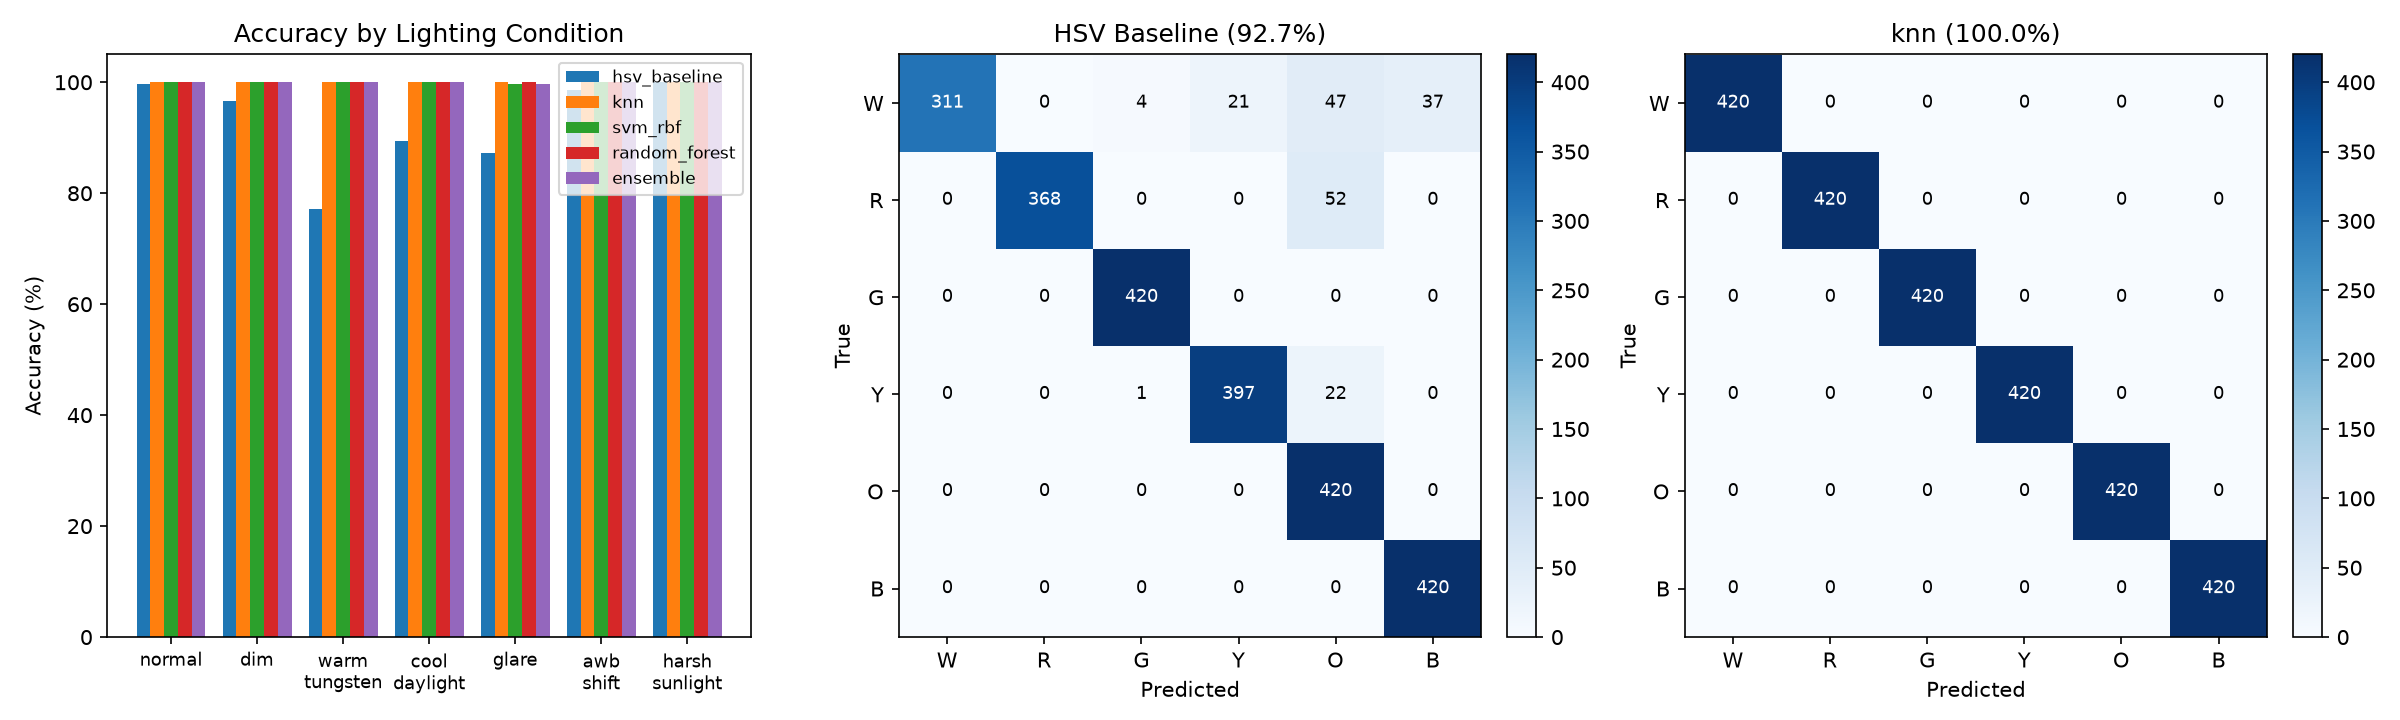 Accuracy by Lighting Condition
Accuracy (%)
100
80
60
40
20
0
hsv_baseline
knn
svm_rbf
random_forest
ensemble
normal
dim
warm
tungsten
cool
daylight
glare
awb
shift
harsh
sunlight
HSV Baseline (92.7%)
True
W 311 0 4 21 47 37
R 0 368 0 0 52 0
G 0 0 420 0 0 0
Y 0 0 1 397 22 0
O 0 0 0 0 420 0
B 0 0 0 0 0 420
W R G Y O B
Predicted
400
350
300
250
200
150
100
50
0
knn (100.0%)
True
W 420 0 0 0 0 0
R 0 420 0 0 0 0
G 0 0 420 0 0 0
Y 0 0 0 420 0 0
O 0 0 0 0 420 0
B 0 0 0 0 0 420
W R G Y O B
Predicted
400
350
300
250
200
150
100
50
0